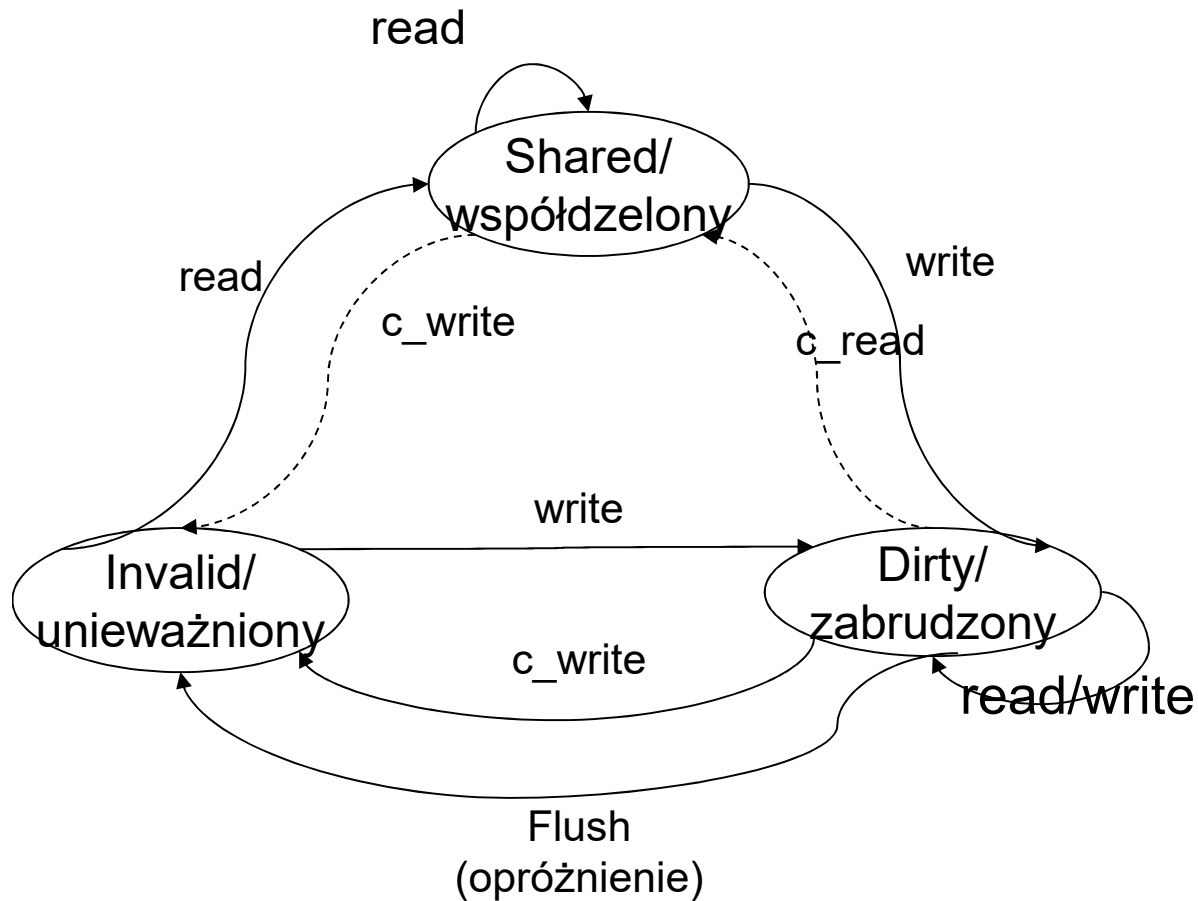 read
Shared/
współdzelony
read
write
c_write
c_read
write
Invalid/
unieważniony
Dirty/
zabrudzony
c_write
read/write
Flush
(opróżnienie)